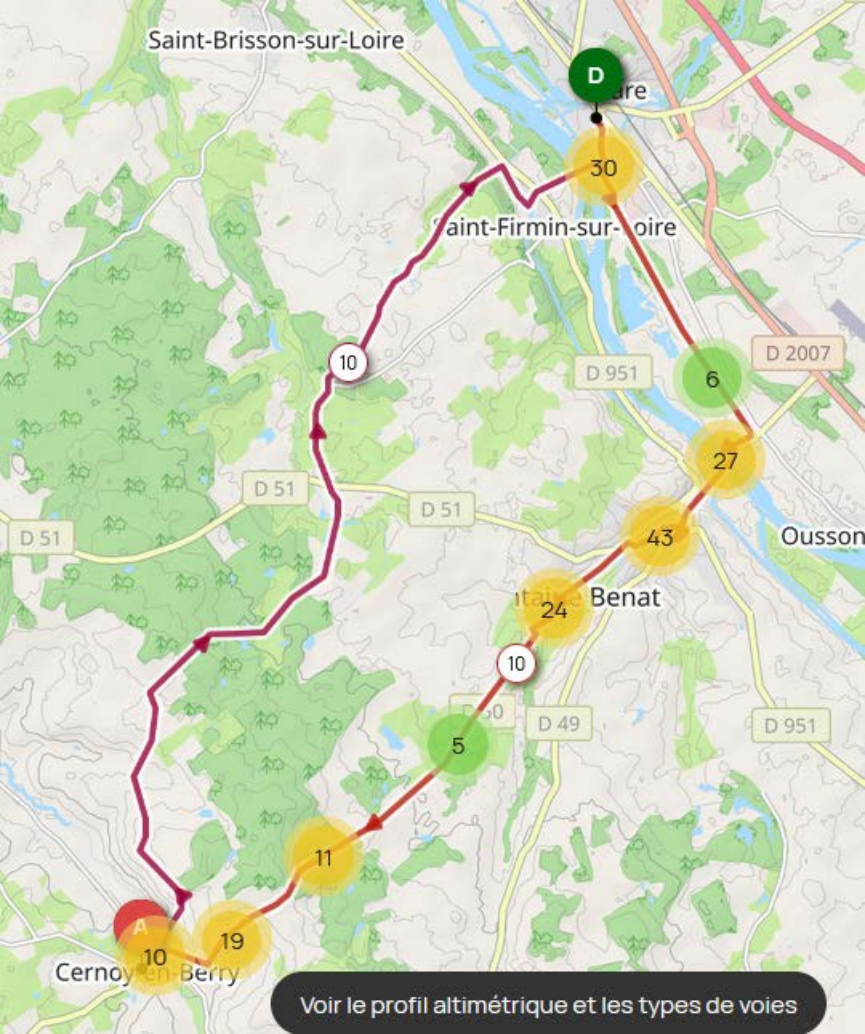 Saint-Brisson-sur-Loire
D
30
Saint-Firmin-sur-Loire
10
D 2007
D 951
6
27
D 51
D 51
D 51
43
Ousson
24
Benat
10
D 49
D 951
5
11
A
19
10
Cernoy-en-Berry
Voir le profil altimétrique et les types de voies